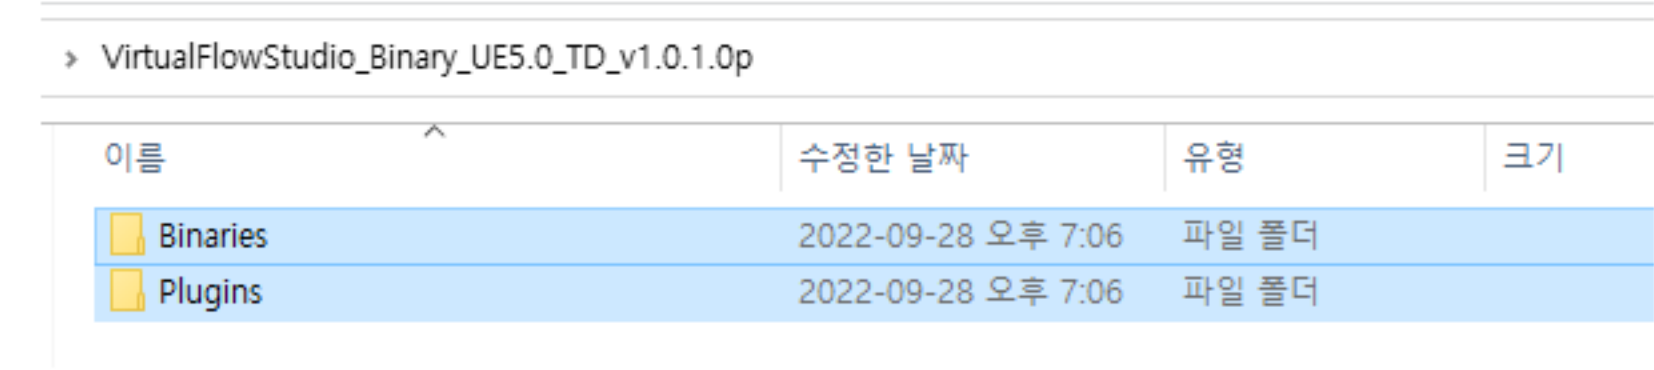 VirtualFlowStudio_Binary_UE5.0_TD_v1.0.1.0p
이름 수정한 날짜 유형 크기
Binaries 2022-09-28 오후 7:06 파일 폴더
Plugins 2022-09-28 오후 7:06 파일 폴더